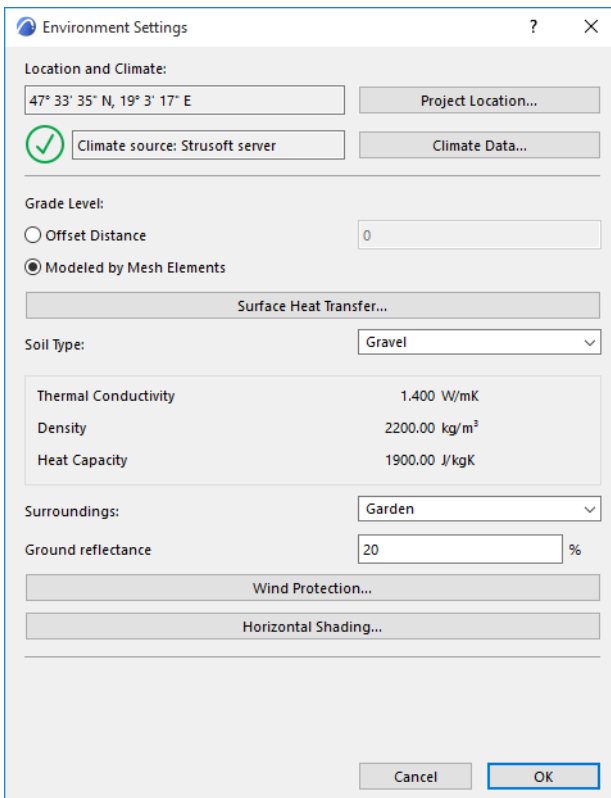 Environment Settings
?
Location and Climate:
47° 33' 35" N, 19° 3' 17" E
Project Location...
Climate source: Strusoft server
Climate Data...
Grade Level:
Offset Distance
0
Modeled by Mesh Elements
Surface Heat Transfer...
Soil Type:
Gravel
Thermal Conductivity 1.400 W/mK
Density 2200.00 kg/m³
Heat Capacity 1900.00 J/kgK
Surroundings:
Garden
Ground reflectance
20 %
Wind Protection...
Horizontal Shading...
Cancel
OK